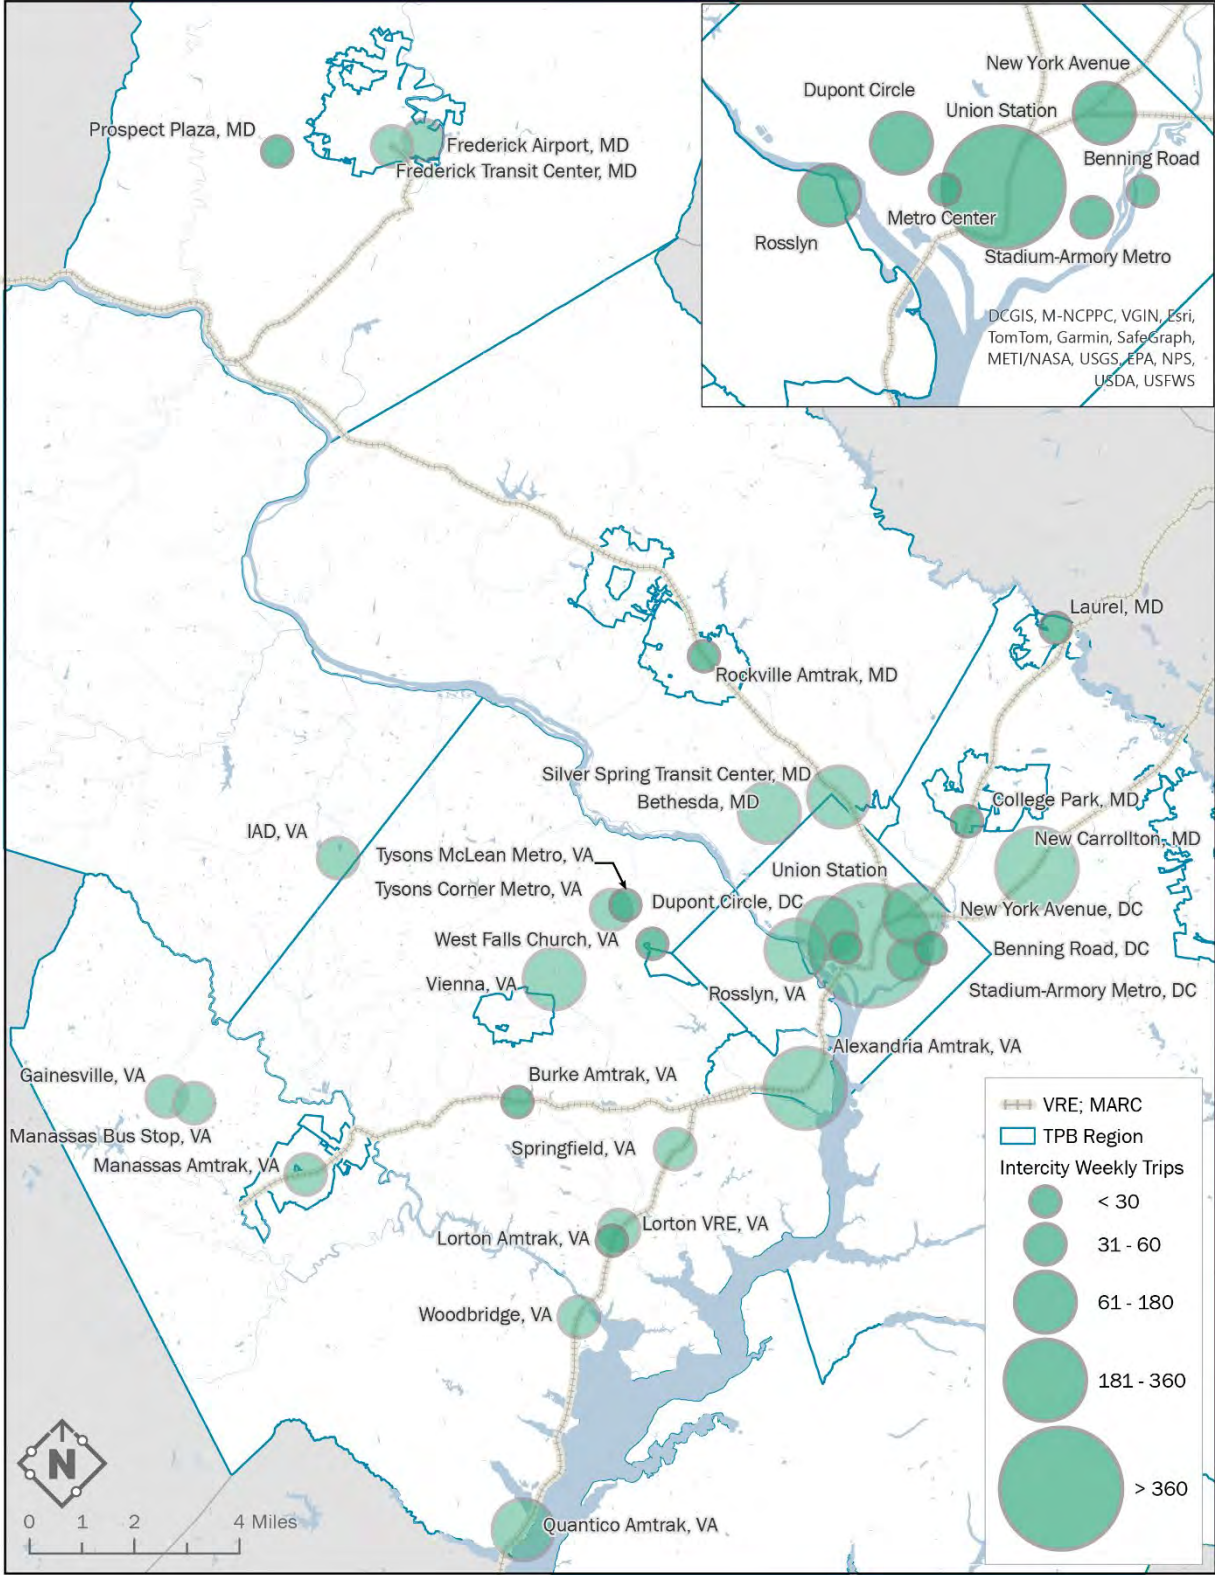 New York Avenue
Dupont Circle
Union Station
Benning Road
Metro Center
Rosslyn
Stadium-Armory Metro
DCGIS, M-NCPPC, VGIN, Esri,
TomTom, Garmin, SafeGraph,
METI/NASA, USGS, EPA, NPS,
USDA, USFWS
Prospect Plaza, MD
Frederick Airport, MD
Frederick Transit Center, MD
Laurel, MD
Rockville Amtrak, MD
Silver Spring Transit Center, MD
Bethesda, MD
College Park, MD
IAD, VA
New Carrollton, MD
Tysons McLean Metro, VA
Union Station
Tysons Corner Metro, VA
Dupont Circle, DC
New York Avenue, DC
West Falls Church, VA
Benning Road, DC
Vienna, VA
Rosslyn, VA
Stadium-Armory Metro, DC
Alexandria Amtrak, VA
Gainesville, VA
Burke Amtrak, VA
Manassas Bus Stop, VA
Springfield, VA
Manassas Amtrak, VA
Lorton VRE, VA
Lorton Amtrak, VA
Woodbridge, VA
Quantico Amtrak, VA
VRE; MARC
TPB Region
Intercity Weekly Trips
< 30
31 - 60
61 - 180
181 - 360
> 360
N
0 1 2 4 Miles